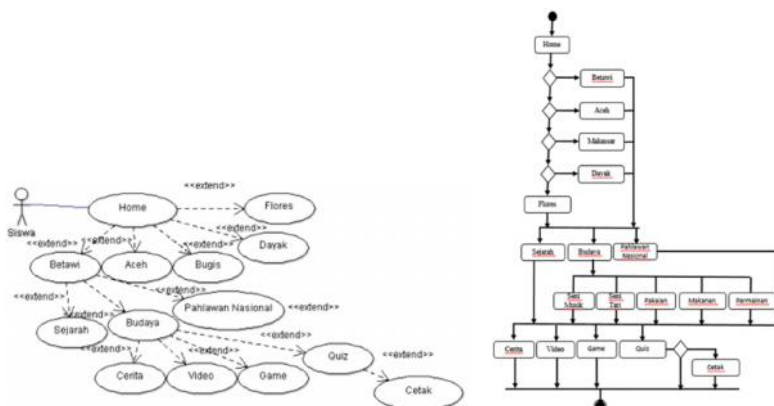 Siswa
Home
<<extend>>
Flores
<<extend>>
Dayak
<<extend>>
<<extend>>
<<extend>>
Betawi
Aceh
Bugis
<<extend>>
<<extend>>
Pahlawan Nasional
<<extend>>
Sejarah
Budaya
<<extend>>
<<extend>>
Quiz
<<extend>>
Cerita
Video
Game
Cetak
Home
Betawi
Aceh
Makassar
Dayak
Flores
Sejarah
Budaya
Pahlawan
Nasional
Seni
Musik
Seni
Tari
Pakaian
Makanan
Permainan
Cerita
Video
Game
Quiz
Cetak